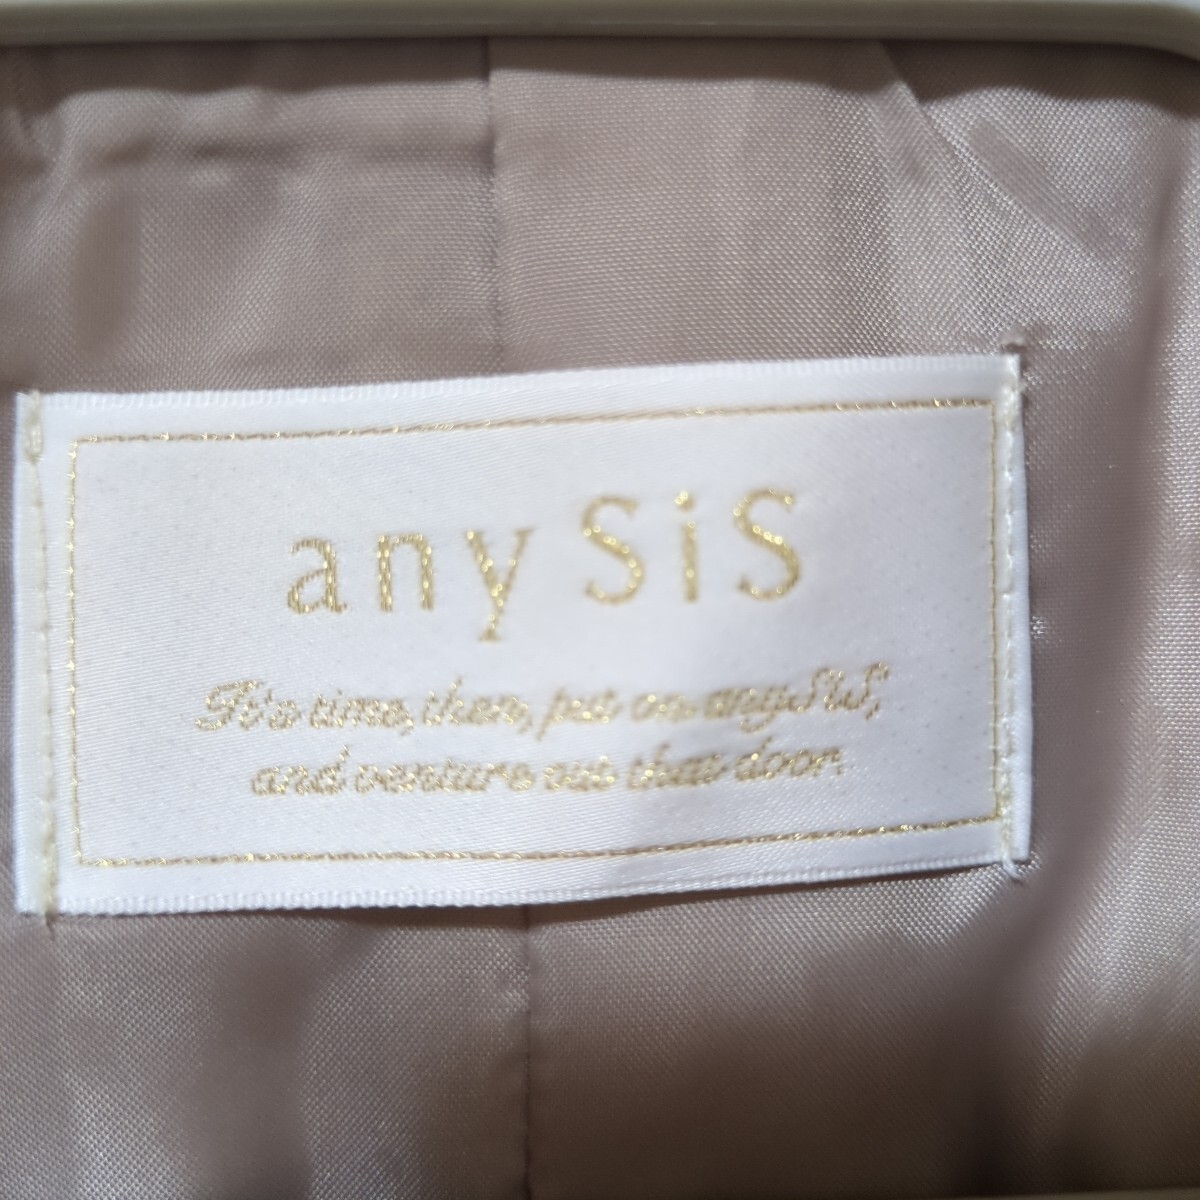 any SiS
It's time, then, put on anySiS,
and venture out that door.